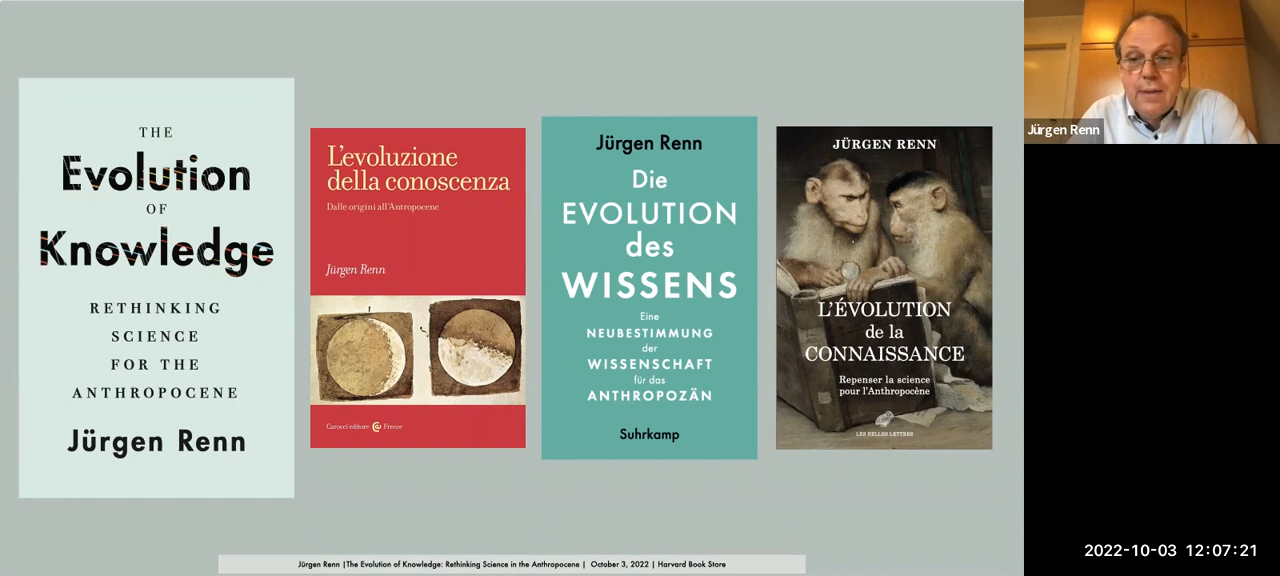 THE
Evolution
OF
Knowledge
RETHINKING
SCIENCE
FOR THE
ANTHROPOCENE
Jürgen Renn
L'evoluzione
della conoscenza
Dalle origini all'Antropocene
Jürgen Renn
Carocci editore Frecce
Jürgen Renn
Die
EVOLUTION
des
WISSENS
Eine
NEUBESTIMMUNG
der
WISSENSCHAFT
für das
ANTHROPOZÄN
Suhrkamp
JÜRGEN RENN
L'ÉVOLUTION
de la
CONNAISSANCE
Repenser la science
pour l'Anthropocène
LES BELLES LETTRES
Jürgen Renn
Jürgen Renn |The Evolution of Knowledge: Rethinking Science in the Anthropocene | October 3, 2022 | Harvard Book Store
2022-10-03 12:07:21